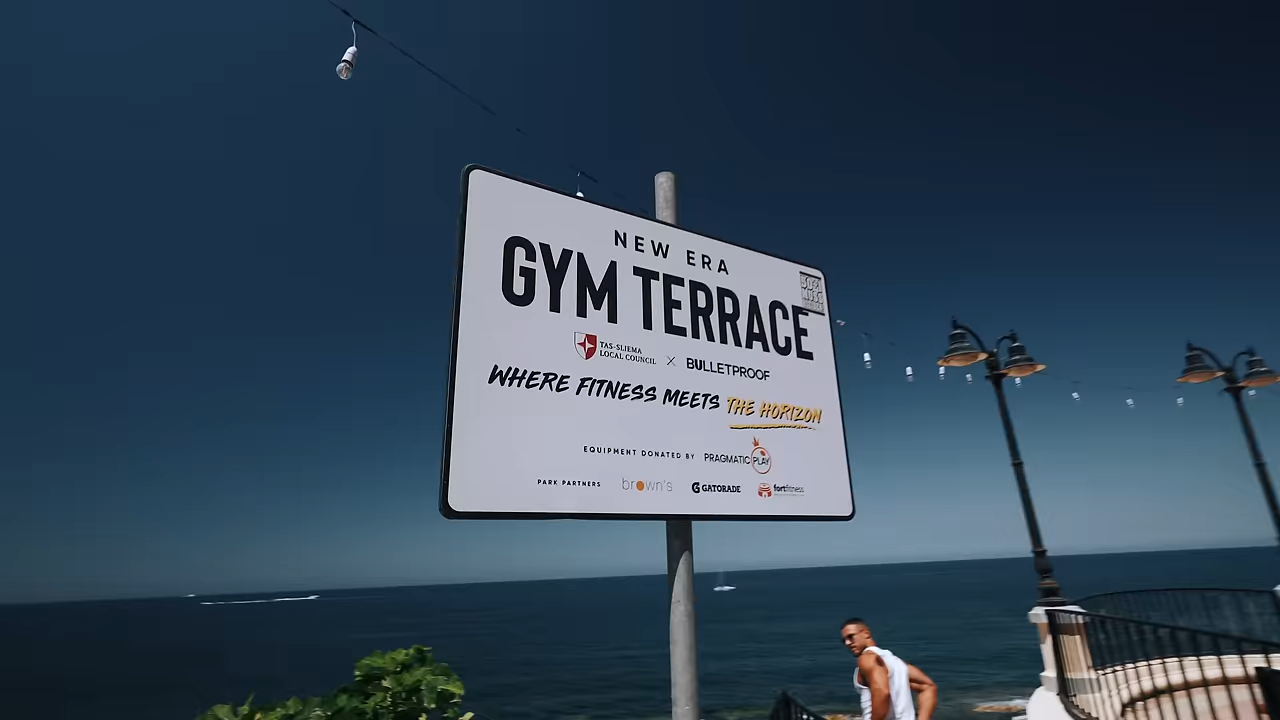 NEW ERA
GYM TERRACE
TAS-SLIEMA
LOCAL COUNCIL
X BULLETPROOF
WHERE FITNESS MEETS THE HORIZON
EQUIPMENT DONATED BY PRAGMATIC PLAY
PARK PARTNERS brown's GATORADE fortfitness